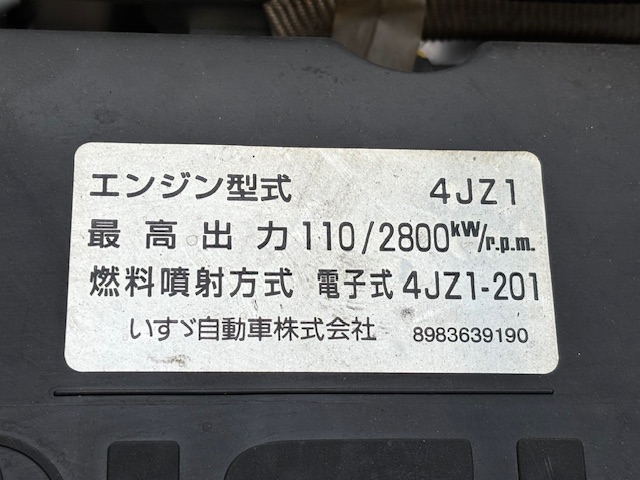 エンジン型式 4JZ1
最高出力 110/2800kW/r.p.m.
燃料噴射方式 電子式 4JZ1-201
いすゞ自動車株式会社 8983639190